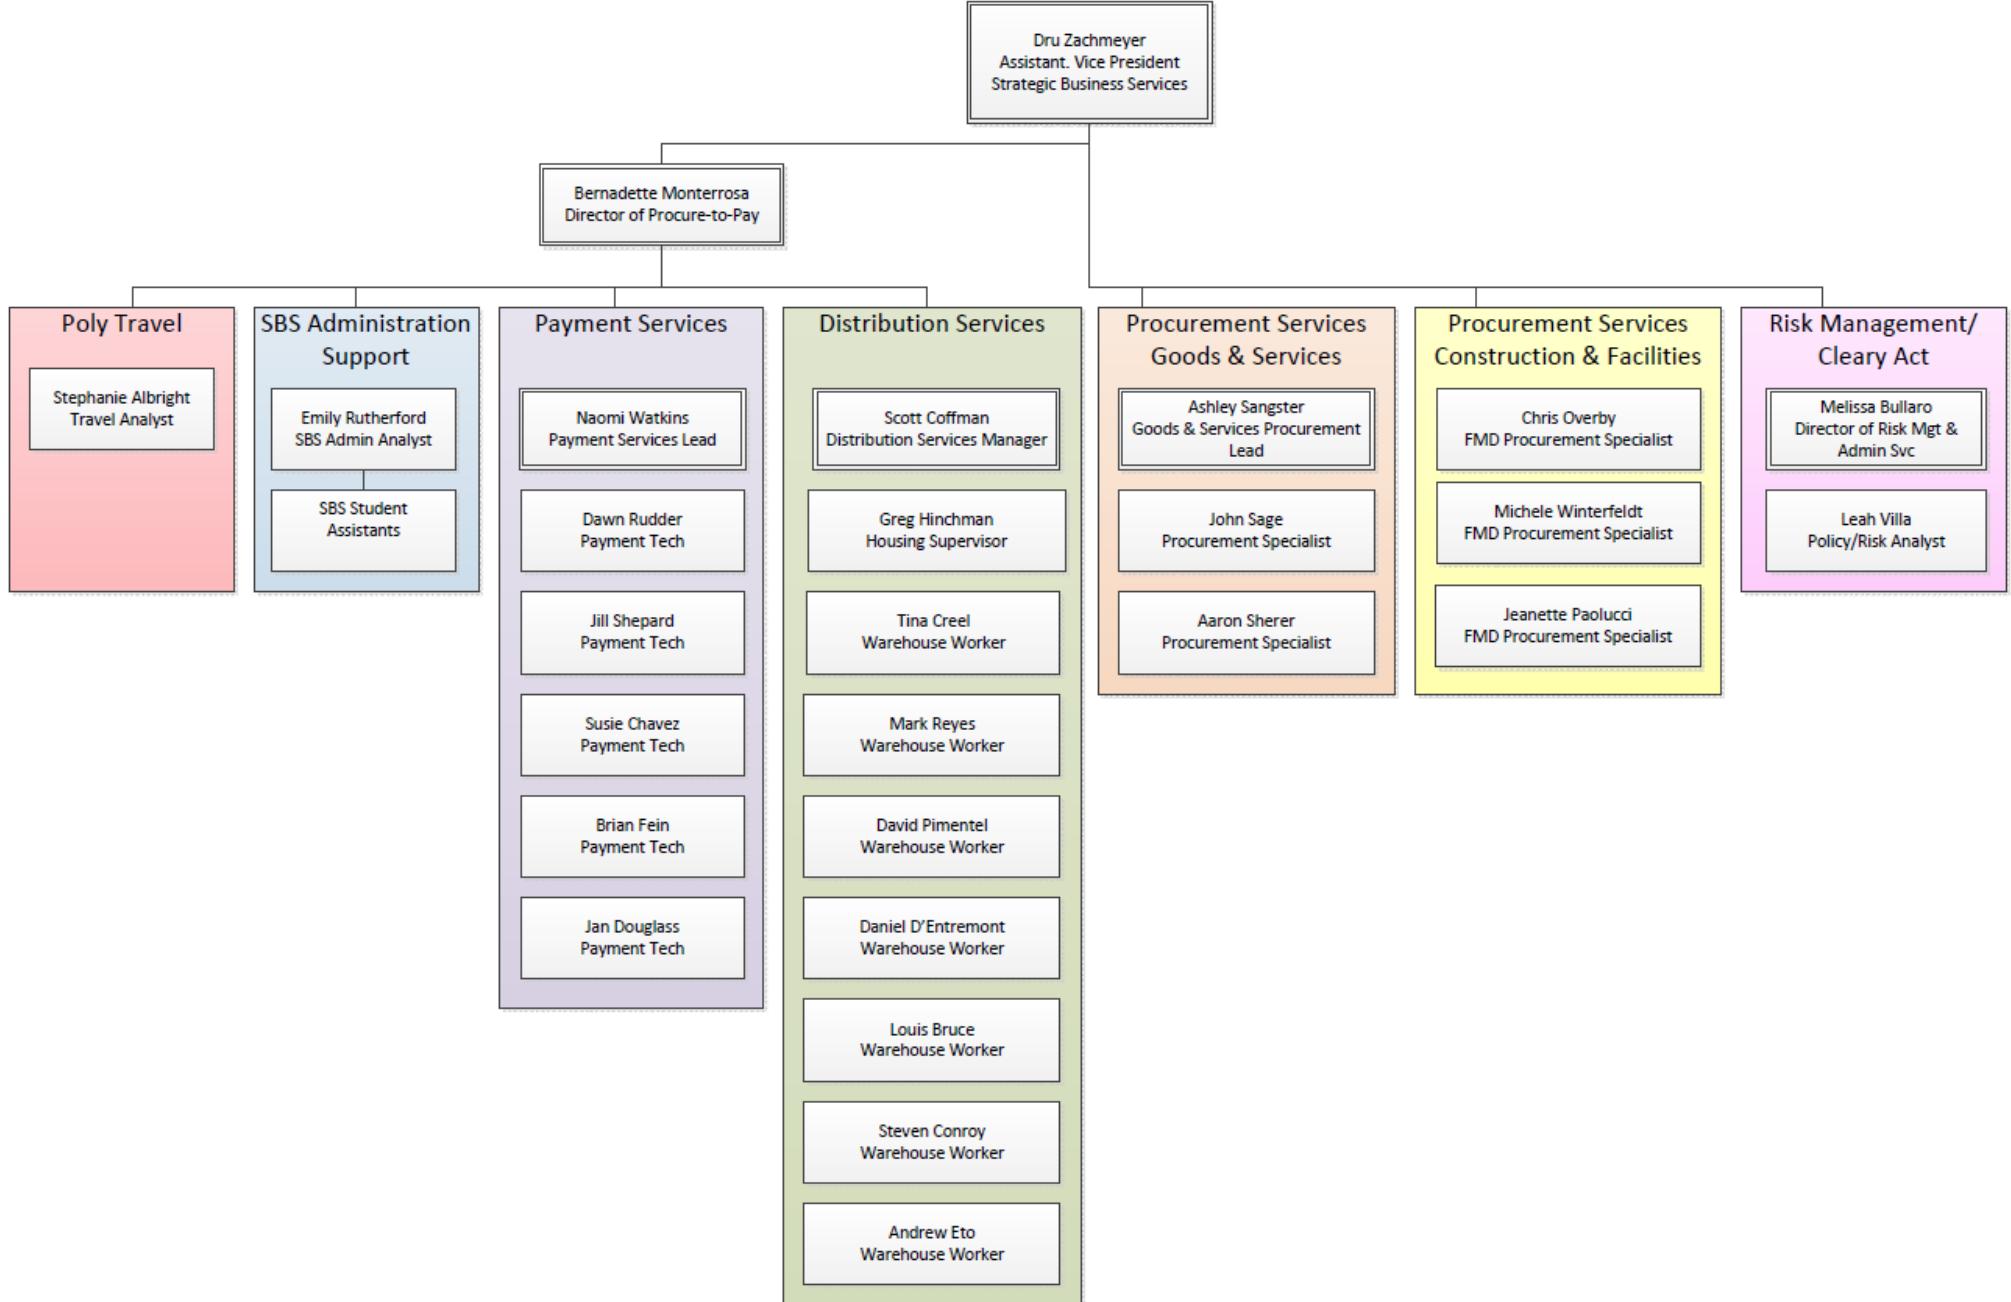 Dru Zachmeyer
Assistant. Vice President
Strategic Business Services
Bernadette Monterrosa
Director of Procure-to-Pay
Poly Travel
Stephanie Albright
Travel Analyst
SBS Administration
Support
Emily Rutherford
SBS Admin Analyst
SBS Student
Assistants
Payment Services
Naomi Watkins
Payment Services Lead
Dawn Rudder
Payment Tech
Jill Shepard
Payment Tech
Susie Chavez
Payment Tech
Brian Fein
Payment Tech
Jan Douglass
Payment Tech
Distribution Services
Scott Coffman
Distribution Services Manager
Greg Hinchman
Housing Supervisor
Tina Creel
Warehouse Worker
Mark Reyes
Warehouse Worker
David Pimentel
Warehouse Worker
Daniel D’Entremont
Warehouse Worker
Louis Bruce
Warehouse Worker
Steven Conroy
Warehouse Worker
Andrew Eto
Warehouse Worker
Procurement Services
Goods & Services
Ashley Sangster
Goods & Services Procurement
Lead
John Sage
Procurement Specialist
Aaron Sherer
Procurement Specialist
Procurement Services
Construction & Facilities
Chris Overby
FMD Procurement Specialist
Michele Winterfeldt
FMD Procurement Specialist
Jeanette Paolucci
FMD Procurement Specialist
Risk Management/
Cleary Act
Melissa Bullaro
Director of Risk Mgt &
Admin Svc
Leah Villa
Policy/Risk Analyst